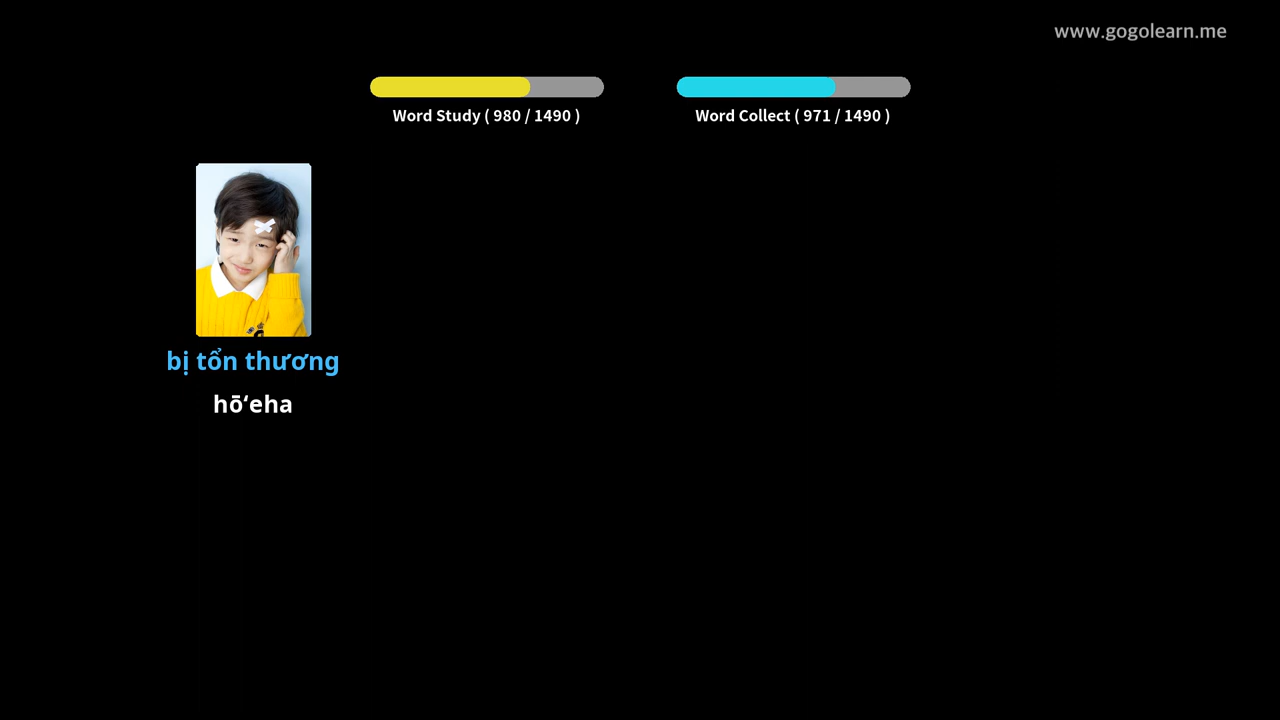 www.gogolearn.me
Word Study ( 980 / 1490 )
Word Collect ( 971 / 1490 )
bị tổn thương
hōʻeha